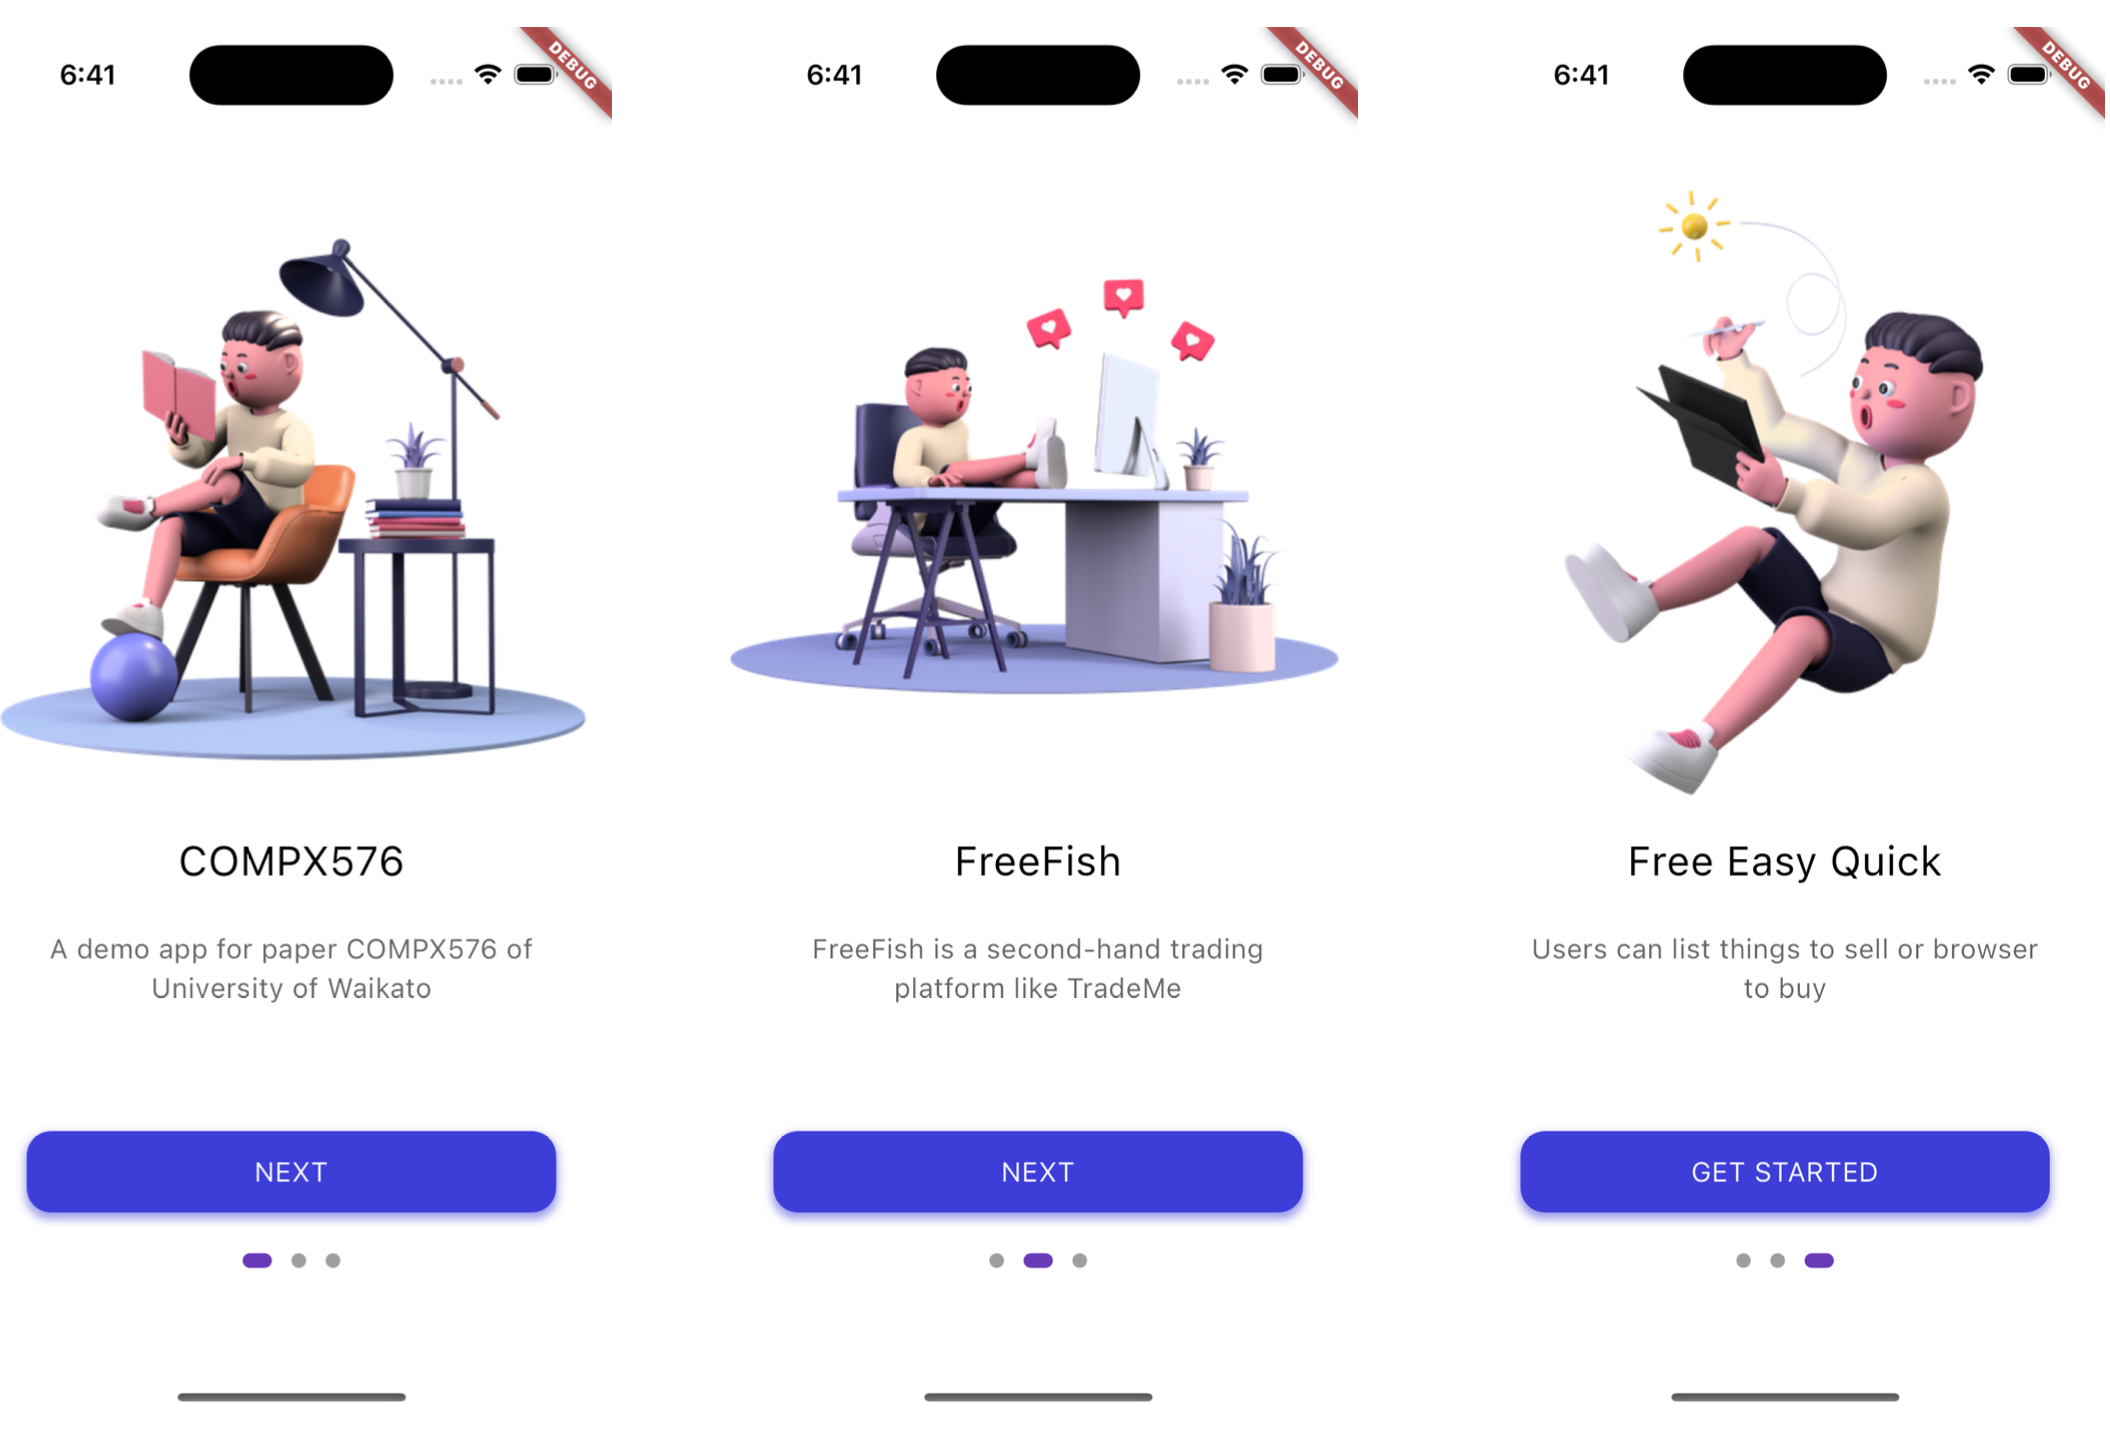 6:41
DEBUG
COMPX576
A demo app for paper COMPX576 of
University of Waikato
NEXT
6:41
DEBUG
FreeFish
FreeFish is a second-hand trading
platform like TradeMe
NEXT
6:41
DEBUG
Free Easy Quick
Users can list things to sell or browser
to buy
GET STARTED